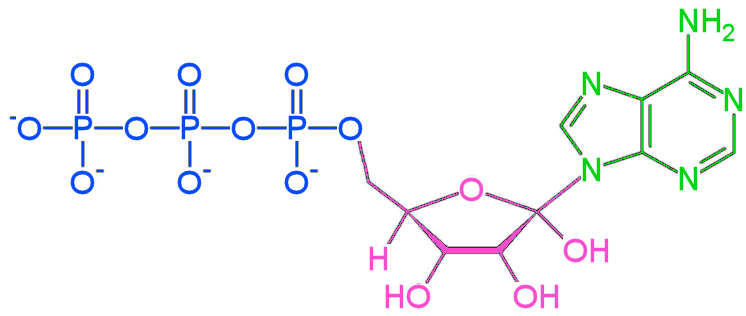 NH2
O O O N N
-O P O P O P O
O- O- O- O N N
H OH
HO OH